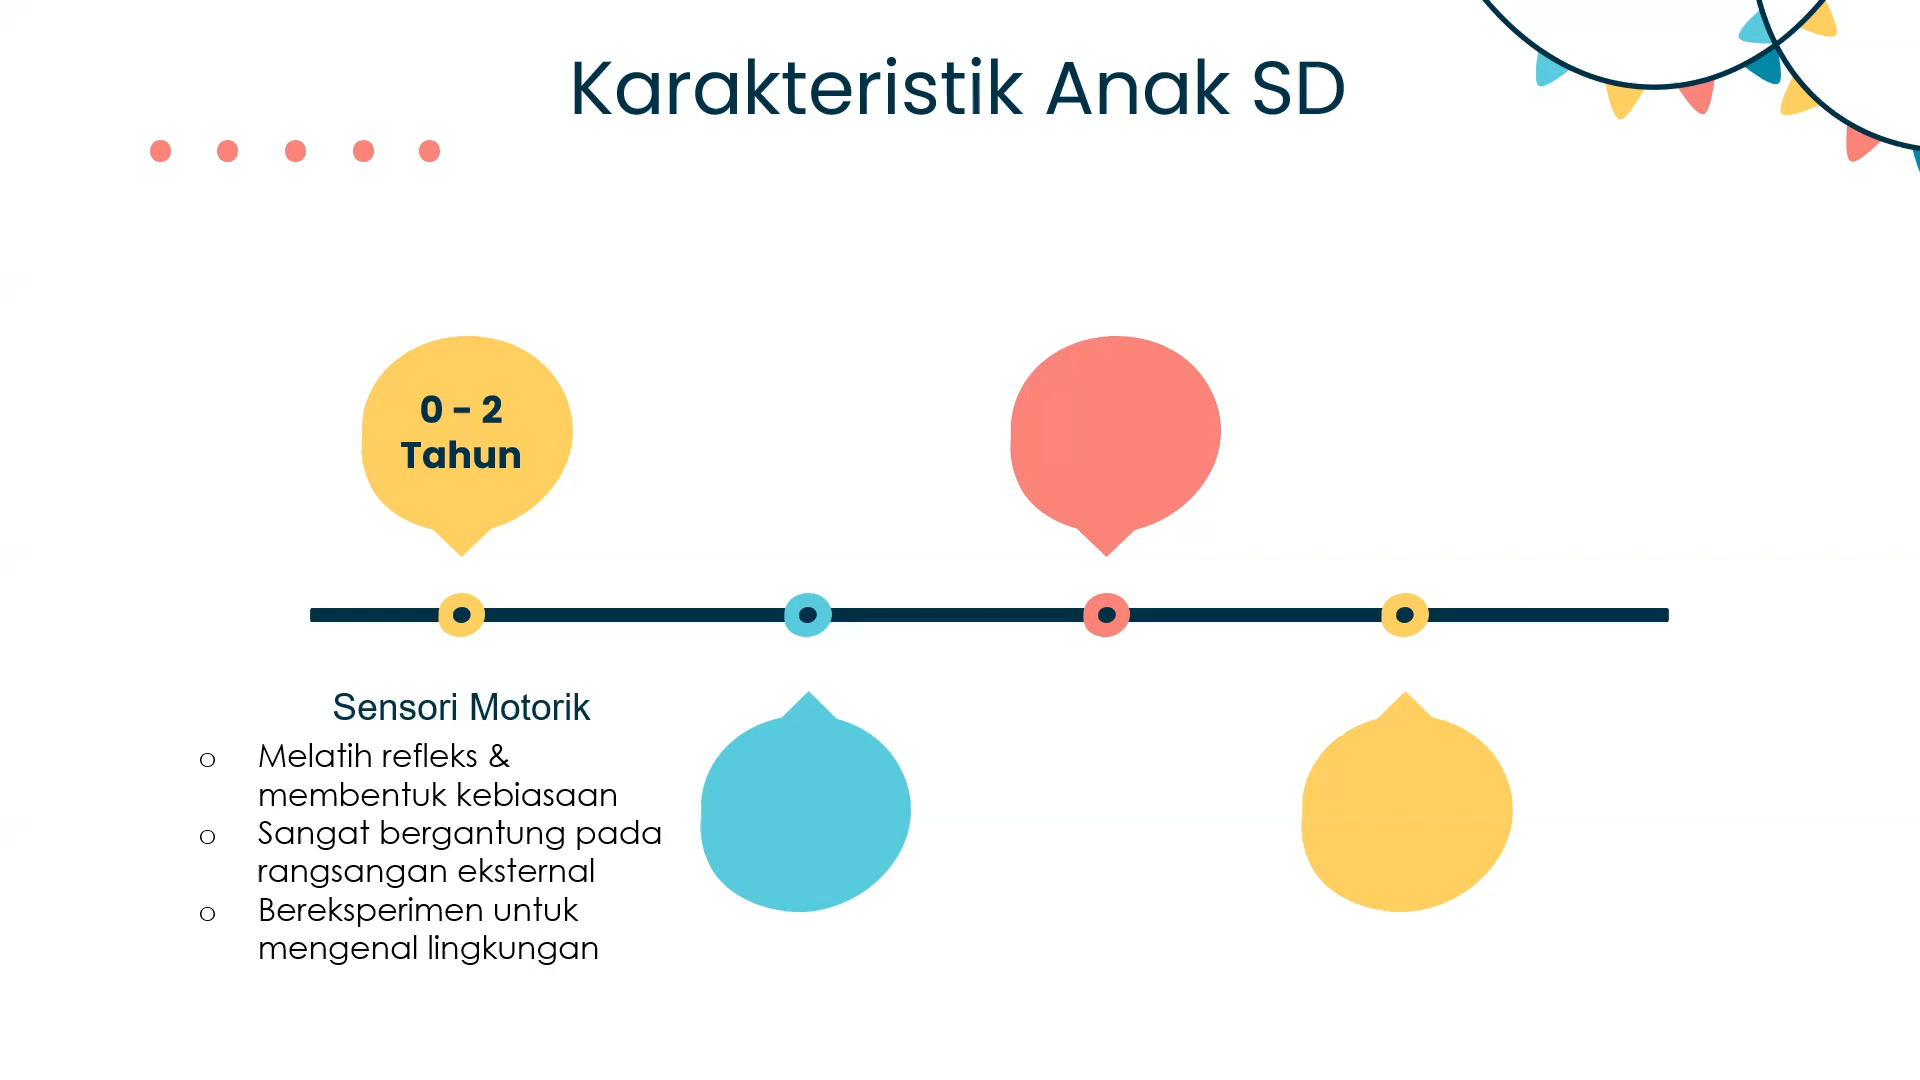 Karakteristik Anak SD
0 - 2
Tahun
Sensori Motorik
o Melatih refleks &
membentuk kebiasaan
o Sangat bergantung pada
rangsangan eksternal
o Bereksperimen untuk
mengenal lingkungan